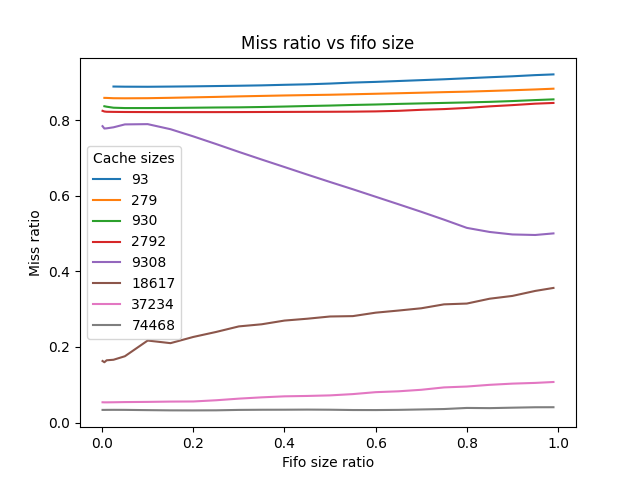 Miss ratio vs fifo size
Miss ratio
0.8
0.6
0.4
0.2
0.0
Cache sizes
93
279
930
2792
9308
18617
37234
74468
0.0 0.2 0.4 0.6 0.8 1.0
Fifo size ratio